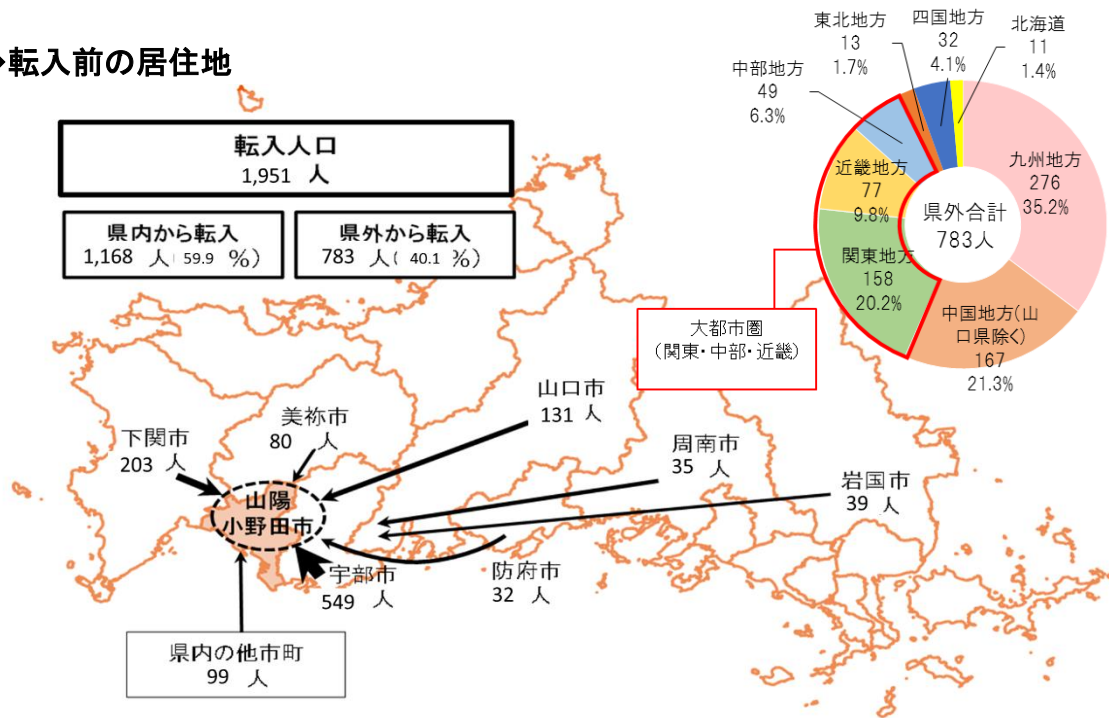 転入前の居住地
転入人口
1,951 人
県内から転入
1,168 人( 59.9 %)
県外から転入
783 人( 40.1 %)
東北地方
13
1.7%
四国地方
32
4.1%
北海道
11
1.4%
中部地方
49
6.3%
近畿地方
77
9.8%
九州地方
276
35.2%
県外合計
783人
関東地方
158
20.2%
中国地方(山
口県除く)
167
21.3%
大都市圏
(関東・中部・近畿)
山口市
131 人
美祢市
80 人
下関市
203 人
周南市
35 人
岩国市
39 人
山陽
小野田市
宇部市
549 人
防府市
32 人
県内の他市町
99 人